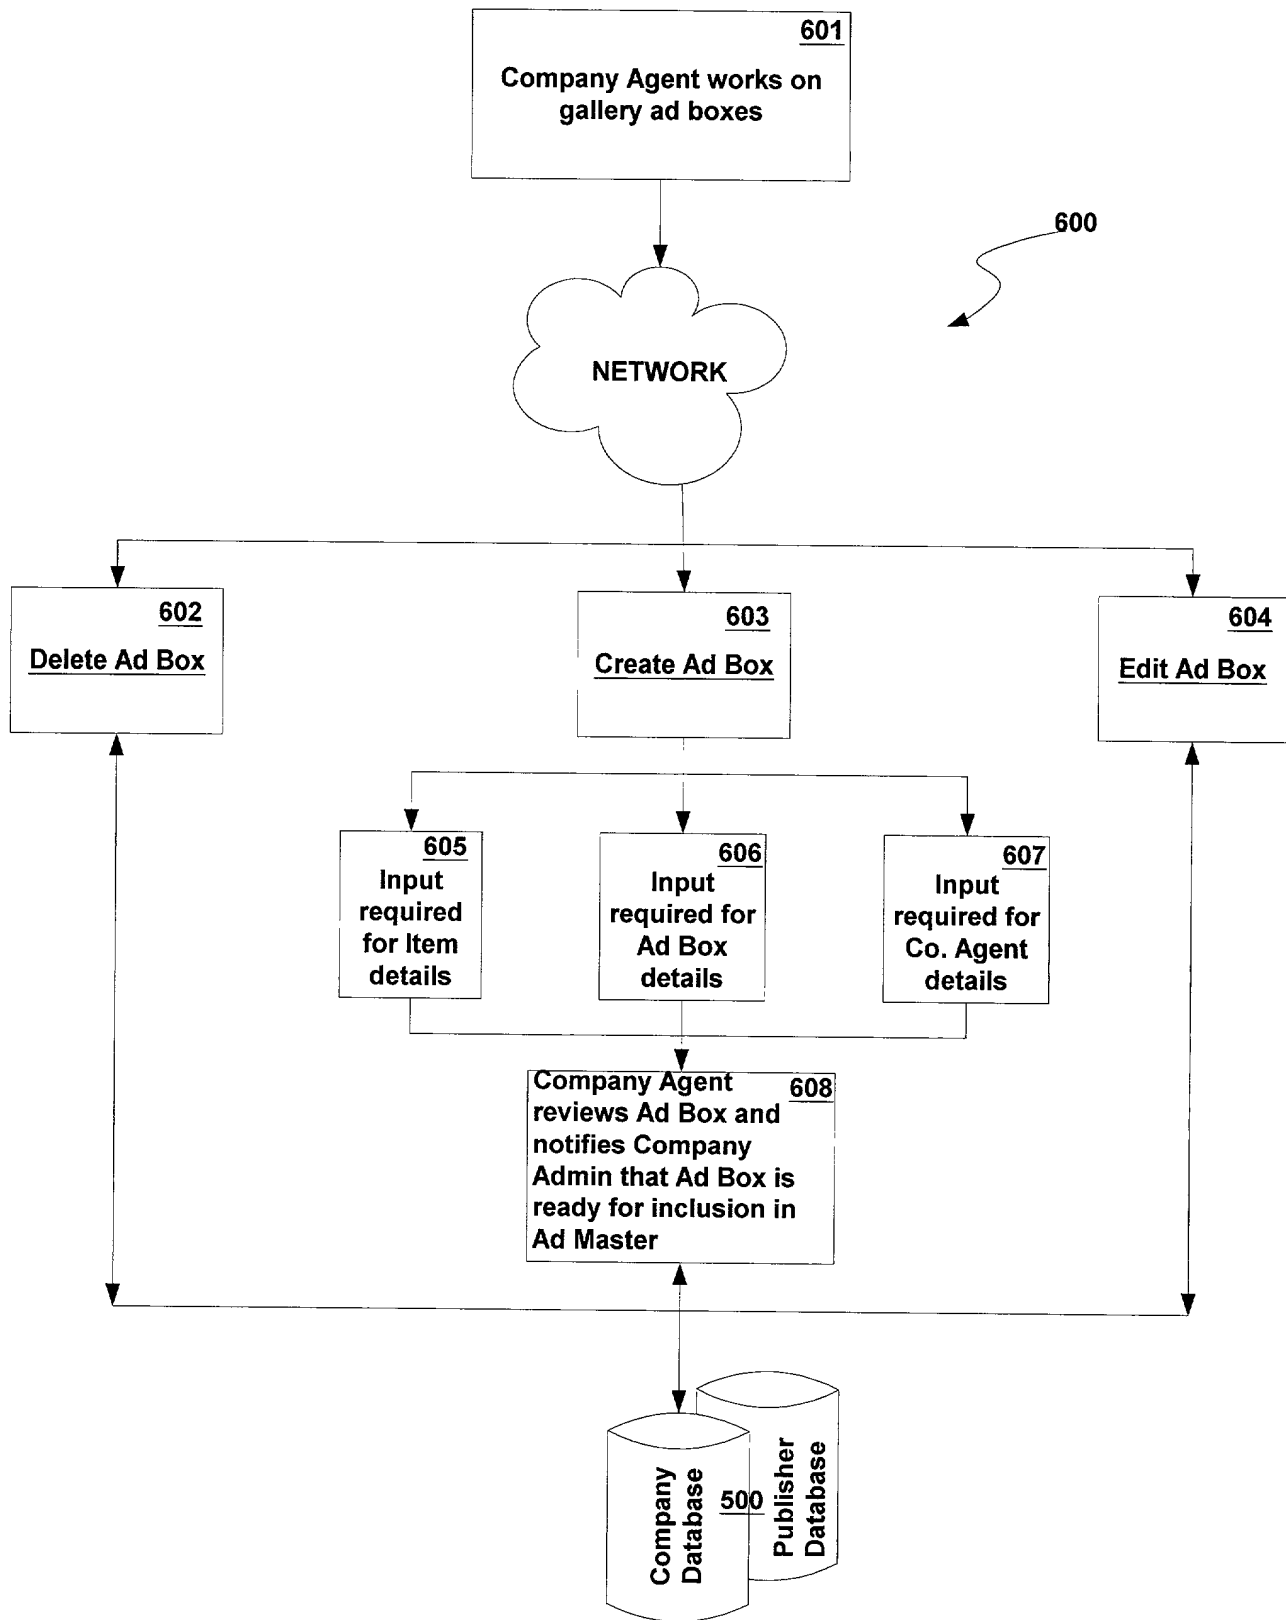 601
Company Agent works on
gallery ad boxes
600
NETWORK
602
Delete Ad Box
603
Create Ad Box
604
Edit Ad Box
605
Input
required
for Item
details
606
Input
required for
Ad Box
details
607
Input
required for
Co. Agent
details
608
Company Agent
reviews Ad Box and
notifies Company
Admin that Ad Box is
ready for inclusion in
Ad Master
Company
Database
500
Publisher
Database